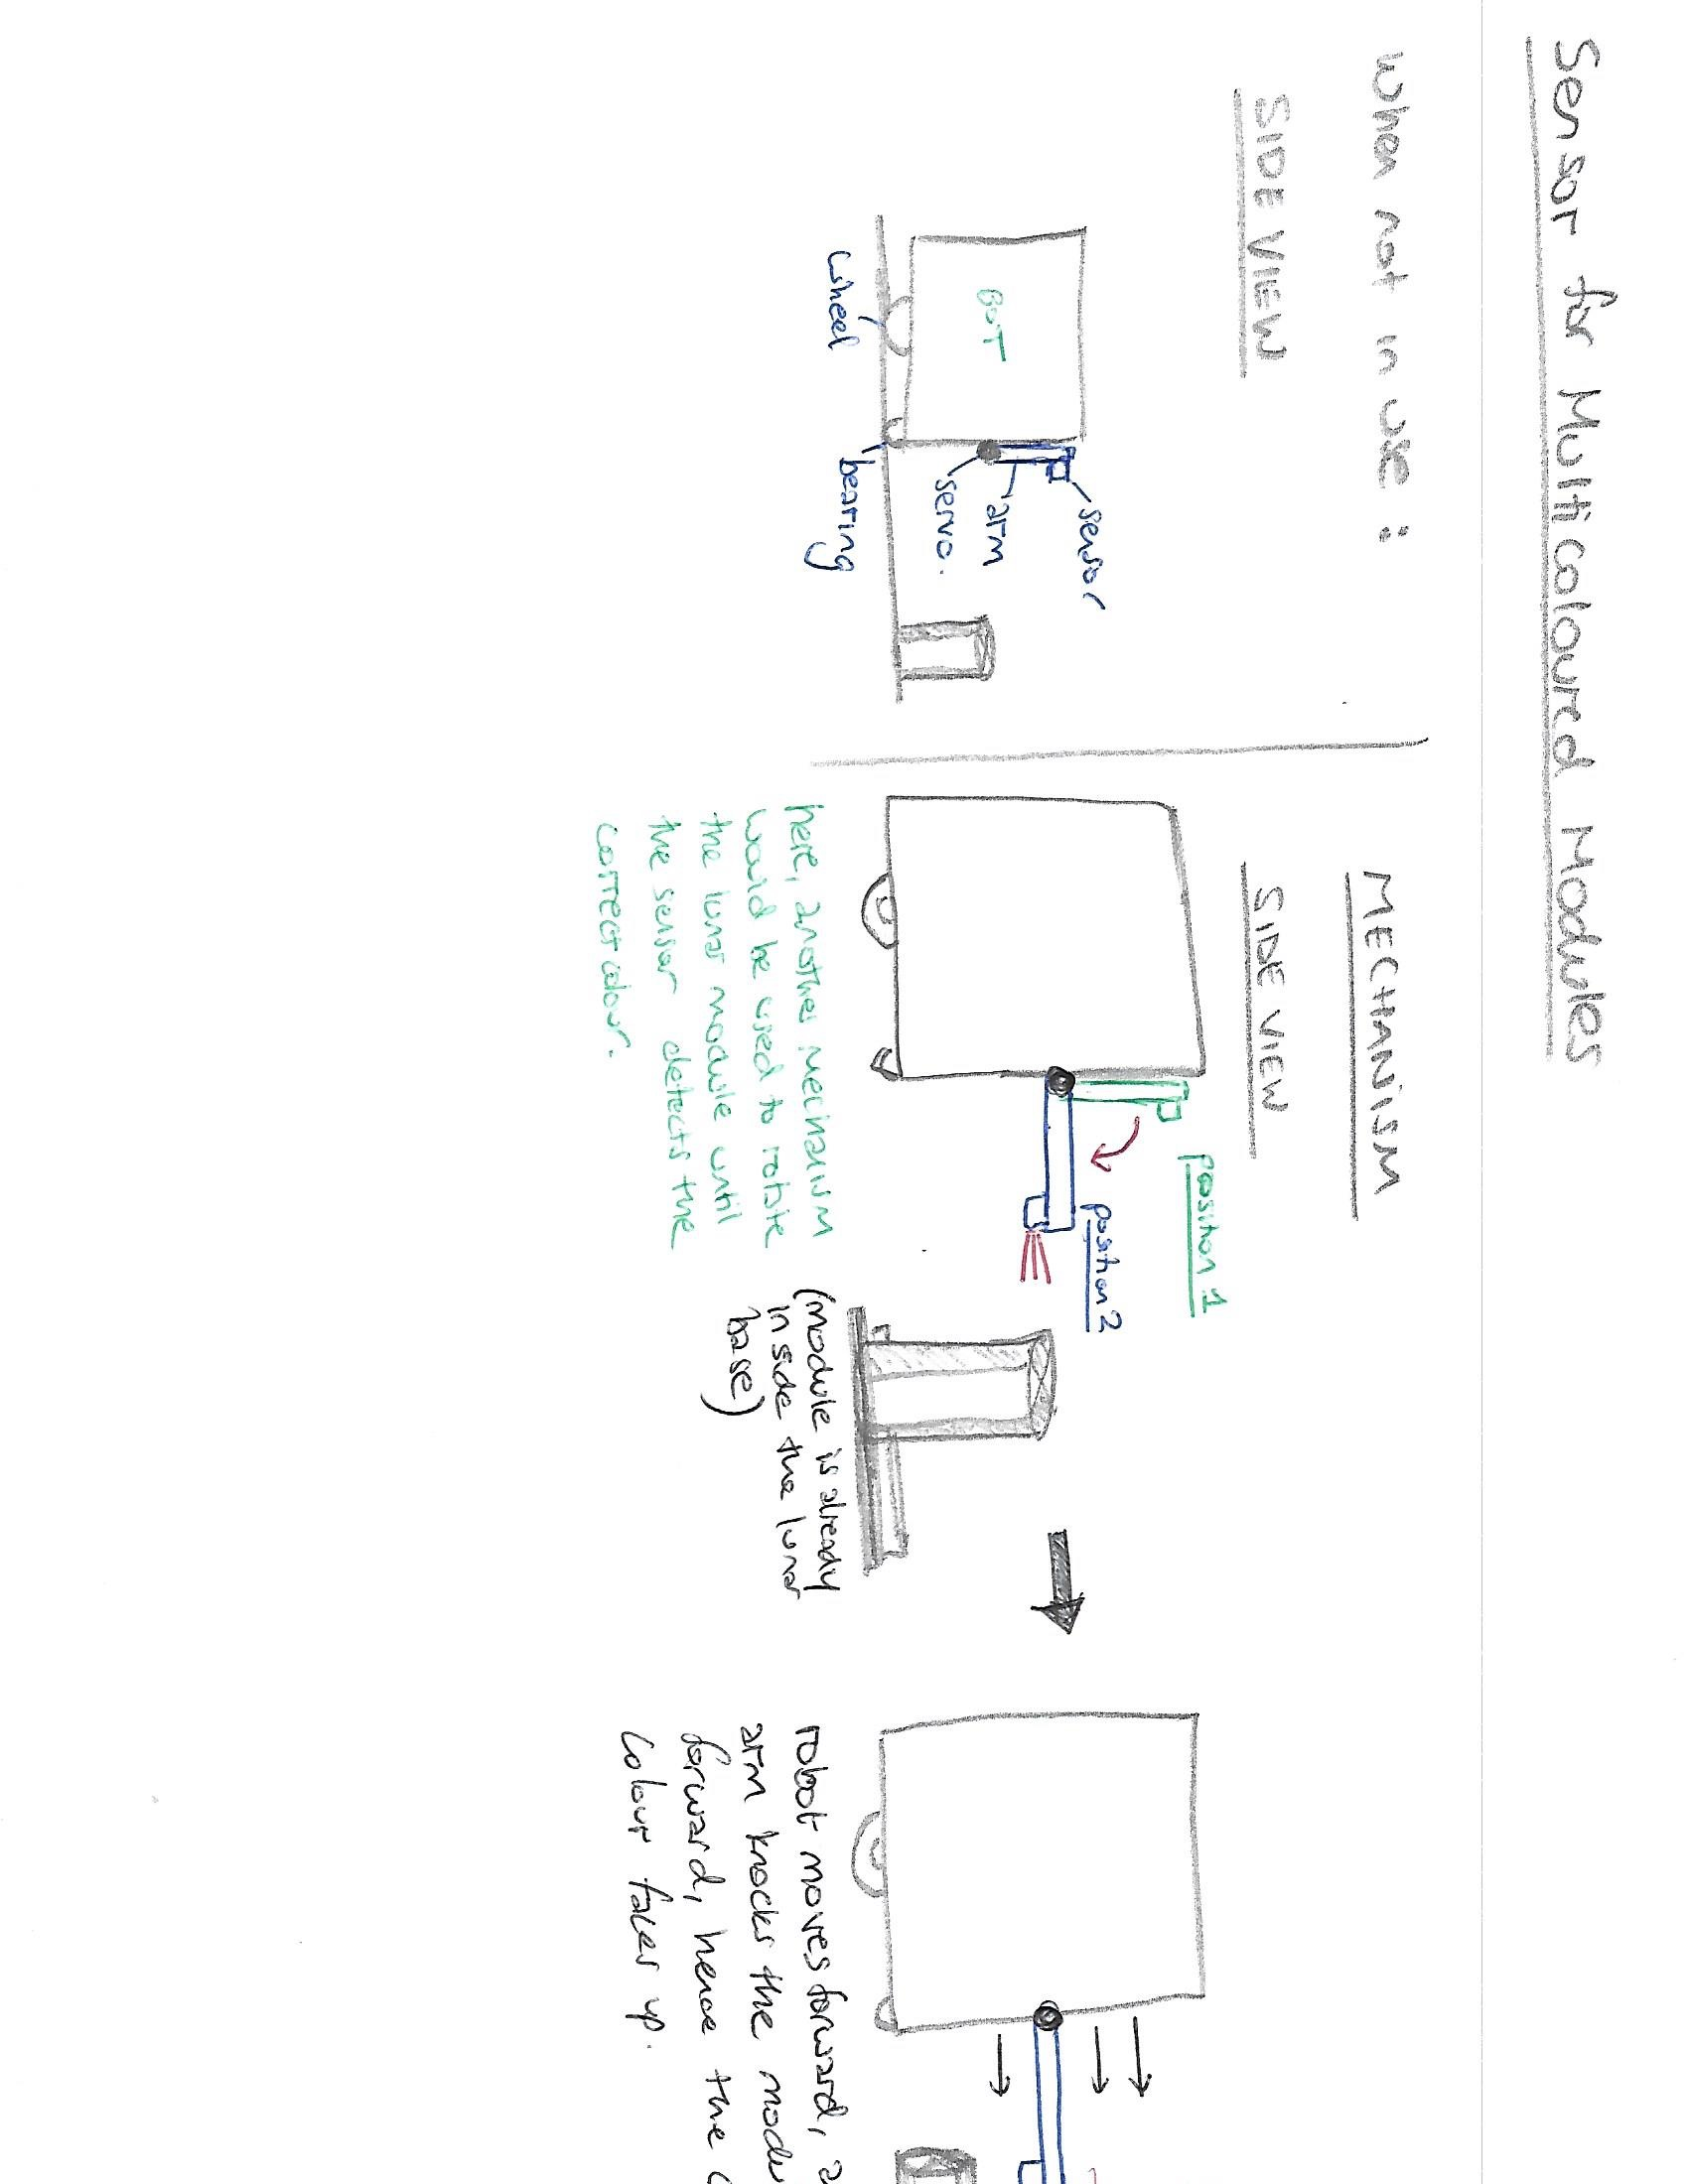 Sensor for Multicoloured Modules
When not in use :
SIDE VIEW
BOT
sensor
arm
servo.
bearing
wheel
MECHANISM
SIDE VIEW
position 1
position 2
here, another mechanism
would be used to rotate
the lunar module until
the sensor detects the
correct colour.
(module is already
inside the lunar
base)
robot moves forward, a
arm knocks the modu
forward, hence the c
colour faces up.